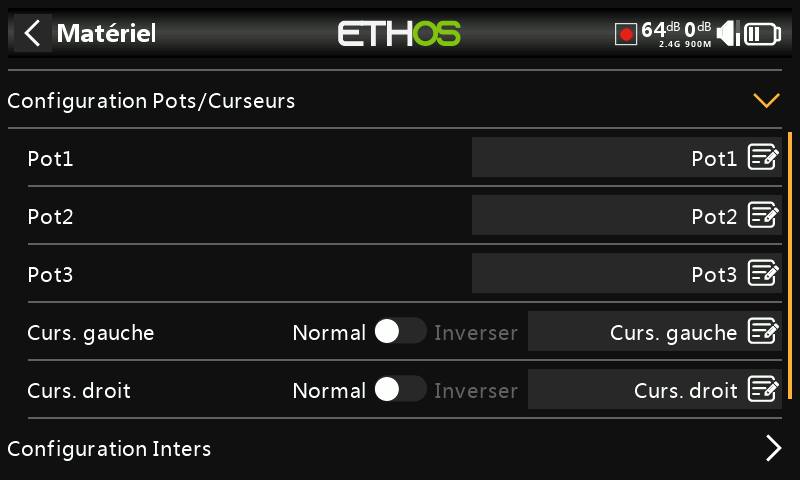 Matériel ETHOS 64dB 0dB
2.4G 900M
Configuration Pots/Curseurs
Pot1 Pot1
Pot2 Pot2
Pot3 Pot3
Curs. gauche Normal Inverser Curs. gauche
Curs. droit Normal Inverser Curs. droit
Configuration Inters